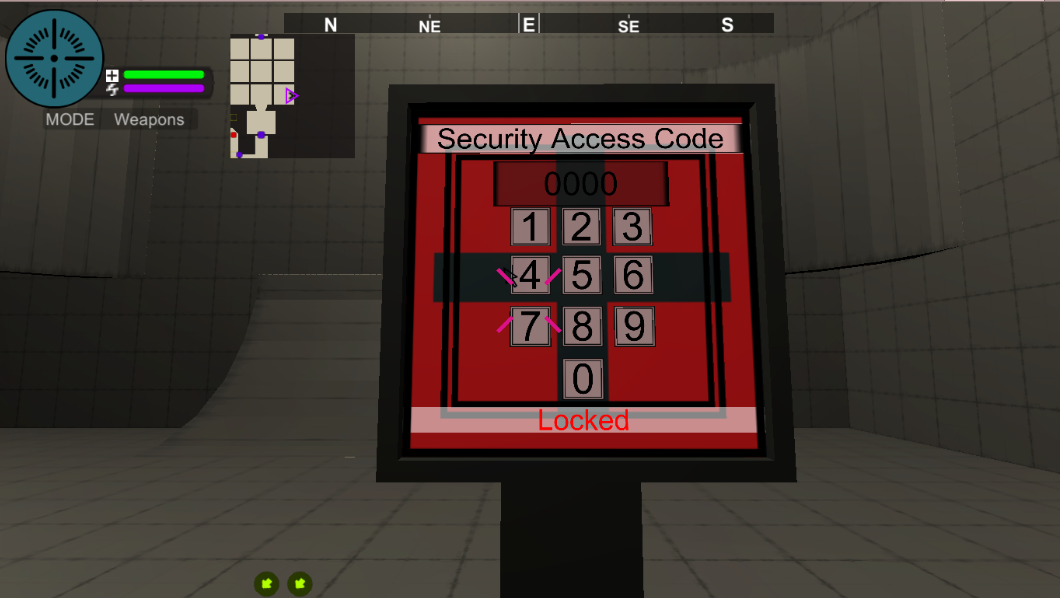 N NE E SE S
MODE Weapons
Security Access Code
0000
1 2 3
4 5 6
7 8 9
0
Locked